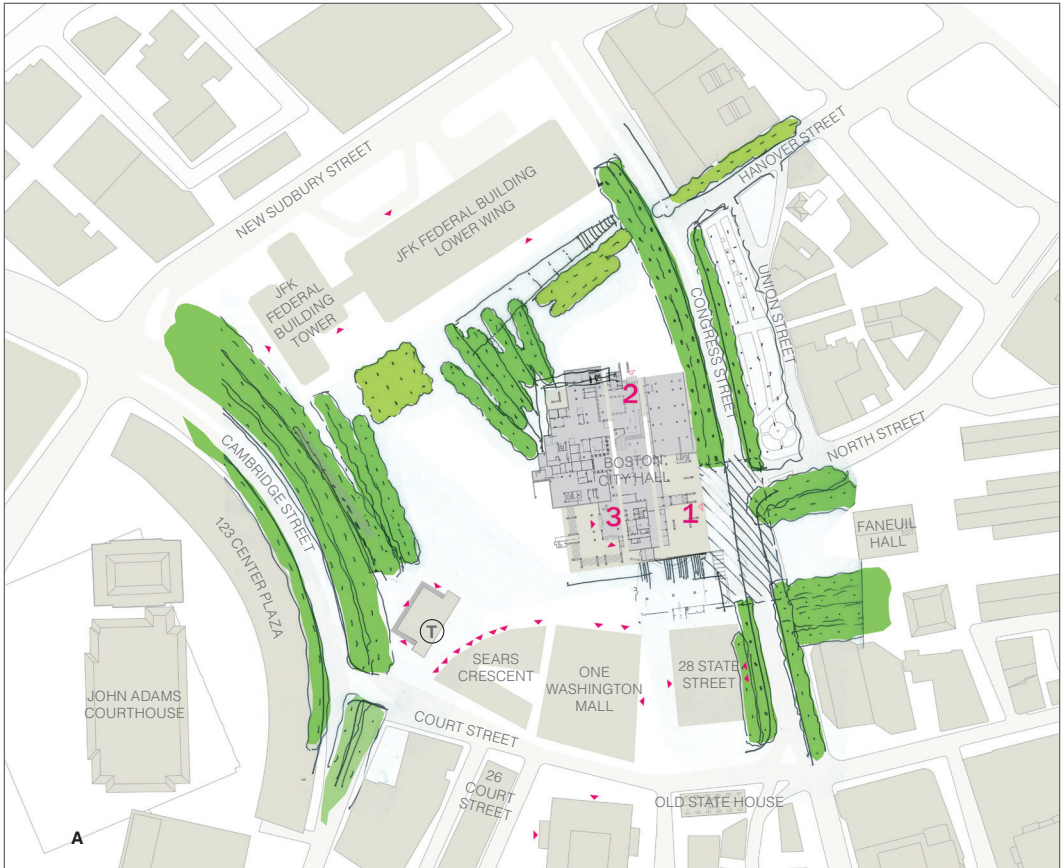 HANOVER STREET
NEW SUDBURY STREET
JFK FEDERAL BUILDING
LOWER WING
JFK
FEDERAL
BUILDING
TOWER
UNION STREET
CONGRESS STREET
2
NORTH STREET
CAMBRIDGE STREET
BOSTON
CITY HALL
3
1
123 CENTER PLAZA
FANEUIL
HALL
T
SEARS
CRESCENT
ONE
WASHINGTON
MALL
28 STATE
STREET
JOHN ADAMS
COURTHOUSE
COURT STREET
26
COURT
STREET
OLD STATE HOUSE
A